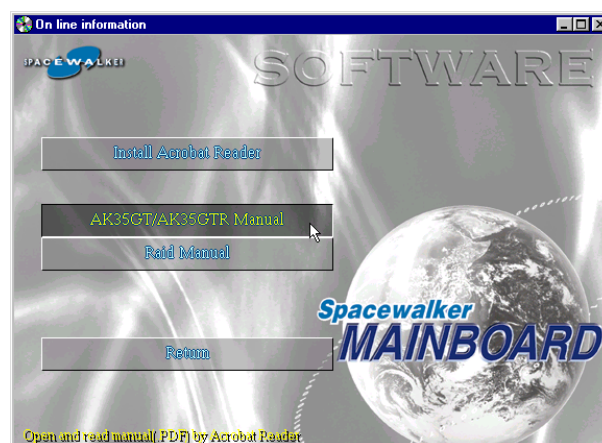 On line information
SPACEWALKER
SOFTWARE
Install Acrobat Reader
AK35GT/AK35GTR Manual
Raid Manual
Spacewalker
MAINBOARD
Return
Open and read manual(.PDF) by Acrobat Reader.